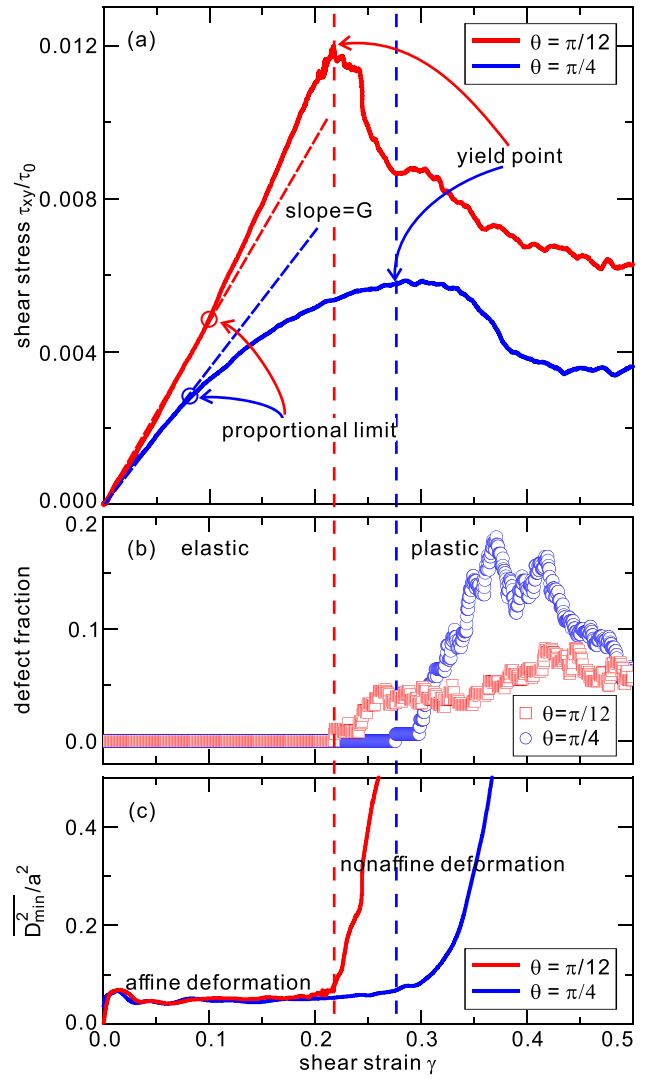 (a)
θ = π/12
θ = π/4
0.012
0.008
0.004
0.000
shear stress τxy/τ0
yield point
slope=G
proportional limit
(b)
elastic
plastic
0.2
0.1
0.0
defect fraction
θ=π/12
θ=π/4
(c)
0.4
0.2
0.0
D²min/a²
nonaffine deformation
affine deformation
θ = π/12
θ = π/4
0.0 0.1 0.2 0.3 0.4 0.5
shear strain γ